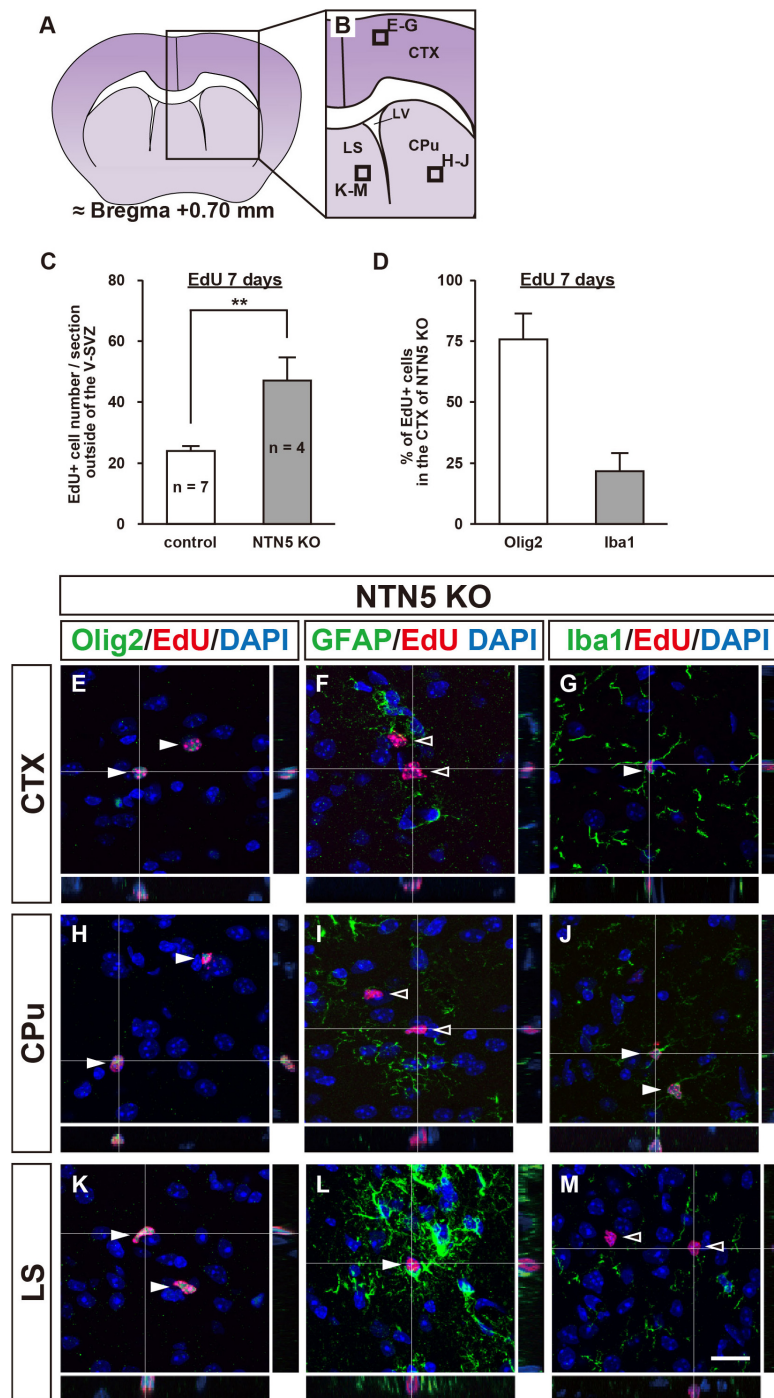 A
B
E-G
CTX
LV
LS
CPu
H-J
K-M
≈ Bregma +0.70 mm
C
EdU 7 days
**
80
60
40
20
0
EdU+ cell number / section
outside of the V-SVZ
n = 7
n = 4
control
NTN5 KO
D
EdU 7 days
100
75
50
25
0
% of EdU+ cells
in the CTX of NTN5 KO
Olig2
Iba1
NTN5 KO
Olig2/EdU/DAPI
GFAP/EdU DAPI
Iba1/EdU/DAPI
CTX
E
F
G
CPu
H
I
J
LS
K
L
M